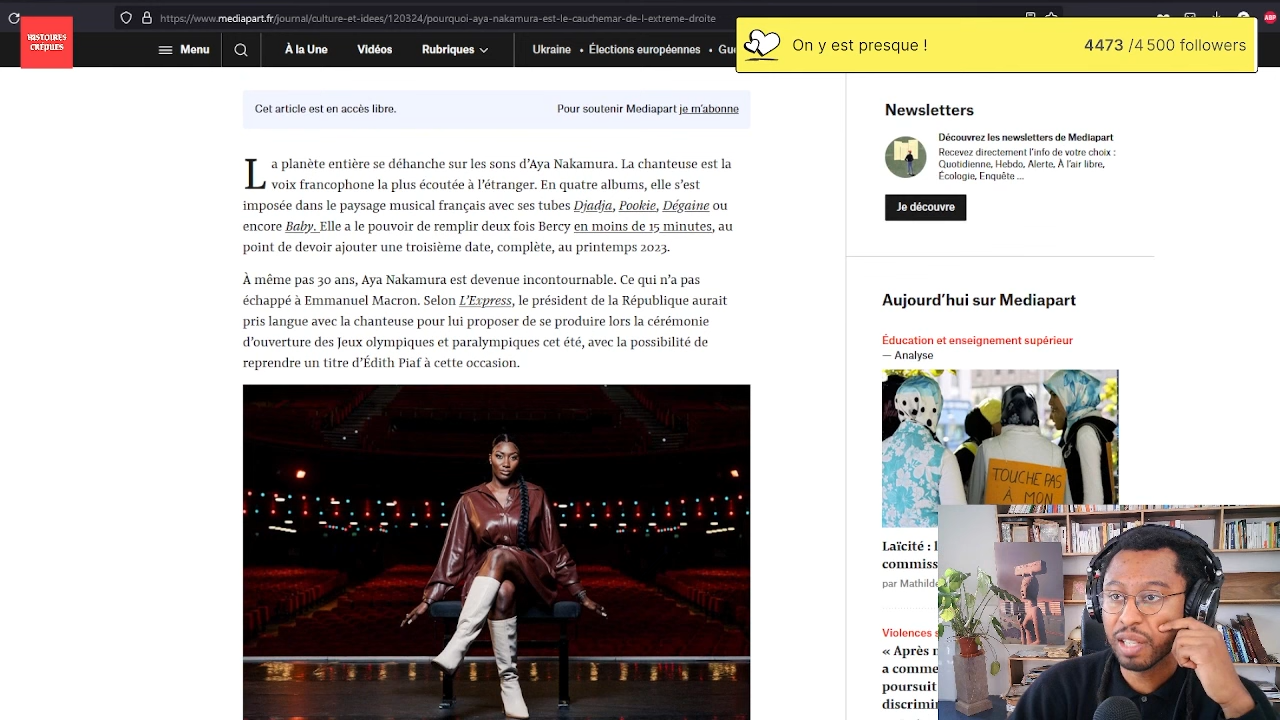 https://www.mediapart.fr/journal/culture-et-idees/120324/pourquoi-aya-nakamura-est-le-cauchemar-de-l-extreme-droite
HISTOIRES
CRÉPUES
Menu
À la Une
Vidéos
Rubriques
Ukraine • Élections européennes •
On y est presque !
4473 /4 500 followers
Cet article est en accès libre.
Pour soutenir Mediapart je m'abonne
La planète entière se déhanche sur les sons d'Aya Nakamura. La chanteuse est la
voix francophone la plus écoutée à l'étranger. En quatre albums, elle s'est
imposée dans le paysage musical français avec ses tubes Djadja, Pookie, Dégaine ou
encore Baby. Elle a le pouvoir de remplir deux fois Bercy en moins de 15 minutes, au
point de devoir ajouter une troisième date, complète, au printemps 2023.
À même pas 30 ans, Aya Nakamura est devenue incontournable. Ce qui n'a pas
échappé à Emmanuel Macron. Selon L'Express, le président de la République aurait
pris langue avec la chanteuse pour lui proposer de se produire lors la cérémonie
d'ouverture des Jeux olympiques et paralympiques cet été, avec la possibilité de
reprendre un titre d'Édith Piaf à cette occasion.
Newsletters
Découvrez les newsletters de Mediapart
Recevez directement l'info de votre choix :
Quotidienne, Hebdo, Alerte, À l'air libre,
Écologie, Enquête ...
Je découvre
Aujourd'hui sur Mediapart
Éducation et enseignement supérieur
— Analyse
TOUCHE PAS
A MON
Laïcité :
commiss
par Mathilde
Violences
« Après
a comme
poursuit
discrimi
ABP